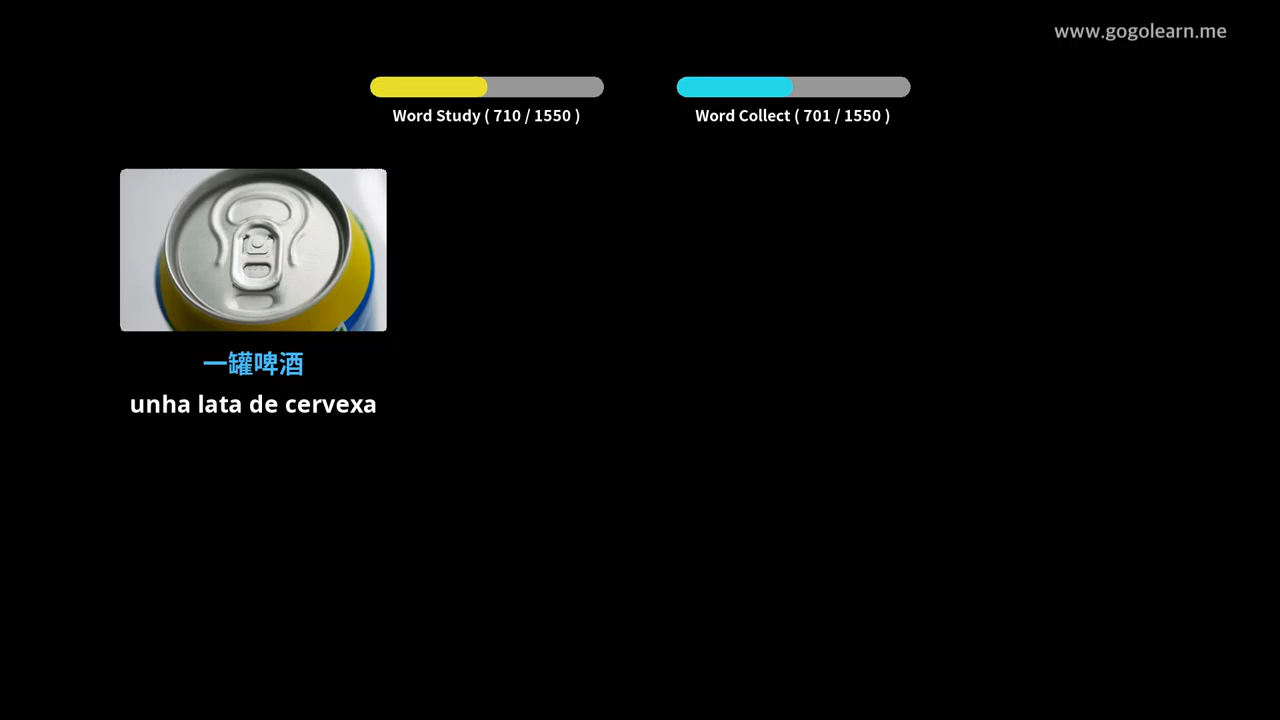 www.gogolearn.me
Word Study ( 710 / 1550 )
Word Collect ( 701 / 1550 )
一罐啤酒
unha lata de cervexa